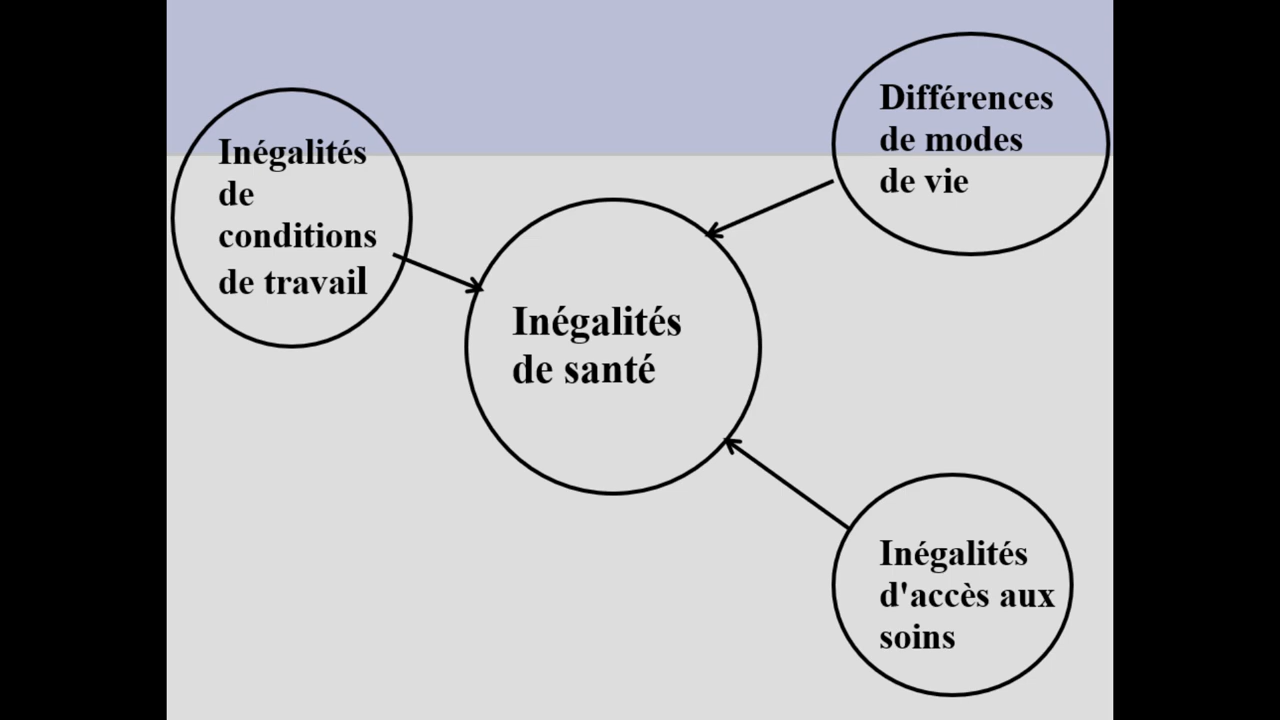 Inégalités
de
conditions
de travail
Différences
de modes
de vie
Inégalités
de santé
Inégalités
d'accès aux
soins